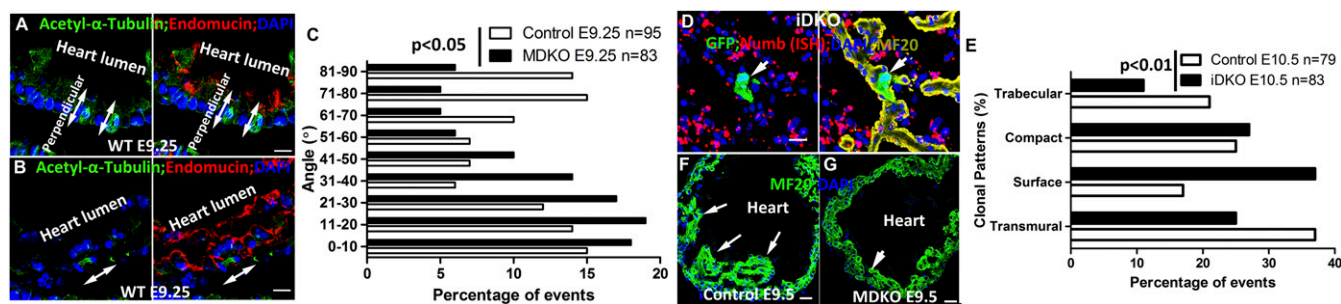 A
Acetyl-α-Tubulin;Endomucin;DAPI
Heart lumen
Heart lumen
Perpendicular
Perpendicular
WT E9.25
B
Acetyl-α-Tubulin;Endomucin;DAPI
Heart lumen
Heart lumen
WT E9.25
C
p<0.05
Control E9.25 n=95
MDKO E9.25 n=83
Angle (°)
81-90
71-80
61-70
51-60
41-50
31-40
21-30
11-20
0-10
0 5 10 15 20
Percentage of events
D
iDKO
GFP;Numb (ISH);DAPI;MF20
F
G
MF20;DAPI
Heart
Heart
Control E9.5
MDKO E9.5
E
p<0.01
Control E10.5 n=79
iDKO E10.5 n=83
Clonal Patterns (%)
Trabecular
Compact
Surface
Transmural
0 10 20 30 40
Percentage of events